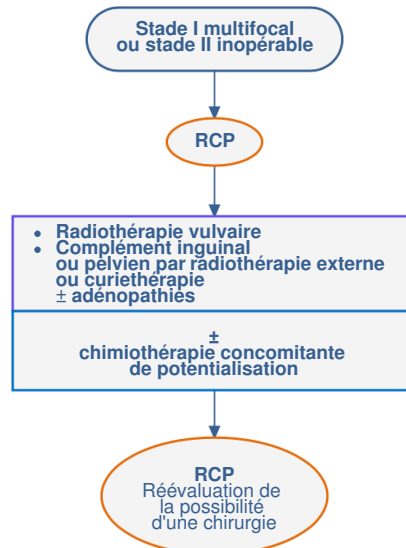 Stade I multifocal
ou stade II inopérable
RCP
• Radiothérapie vulvaire
• Complément inguinal
ou pelvien par radiothérapie externe
ou curiethérapie
± adénopathies
±
chimiothérapie concomitante
de potentialisation
RCP
Réévaluation de
la possibilité
d'une chirurgie